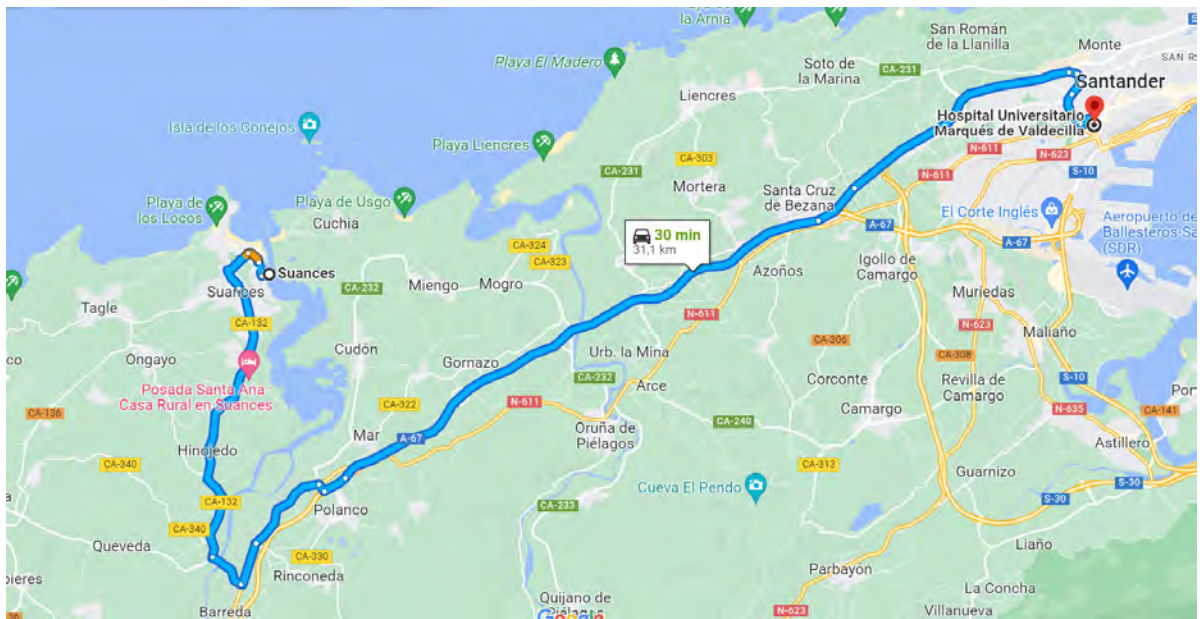 la Arnia
San Román
de la Llanilla
Monte
S-
SAN R
Playa El Madero
Soto de
la Marina
CA-231
Santander
Liencres
Hospital Universitario
Marqués de Valdecilla
Isla de los Conejos
Playa Liencres
CA-303
N-611
N-623
CA-231
S-10
Mortera
N-611
Playa de
los Locos
Playa de Usgo
Cuchia
Santa Cruz
de Bezana
El Corte Inglés
Aeropuerto de
Ballesteros-Sa
(SDR)
A-67
A-67
30 min
31,1 km
CA-324
CA-323
Suances
Suances
CA-232
Miengo
Mogro
Azoños
Igollo de
Camargo
Muriedas
Tagle
CA-132
N-611
N-623
Maliaño
co
Ongayo
Cudón
Gornazo
Urb. la Mina
CA-306
CA-308
Posada Santa Ana -
Casa Rural en Suances
CA-232
Arce
Corconte
Revilla de
Camargo
S-10
Por
CA-136
CA-322
N-611
Camargo
CA-141
Mar
A-67
Oruña de
Piélagos
CA-240
N-635
Astillero
Hinojedo
CA-340
CA-313
Guarnizo
Cueva El Pendo
S-30
S-30
CA-132
Polanco
CA-233
CA-340
Queveda
CA-330
Liaño
Rinconeda
Parbayón
pieres
La Concha
Barreda
Quijano de
Piélagos
Google
N-623
Villanueva